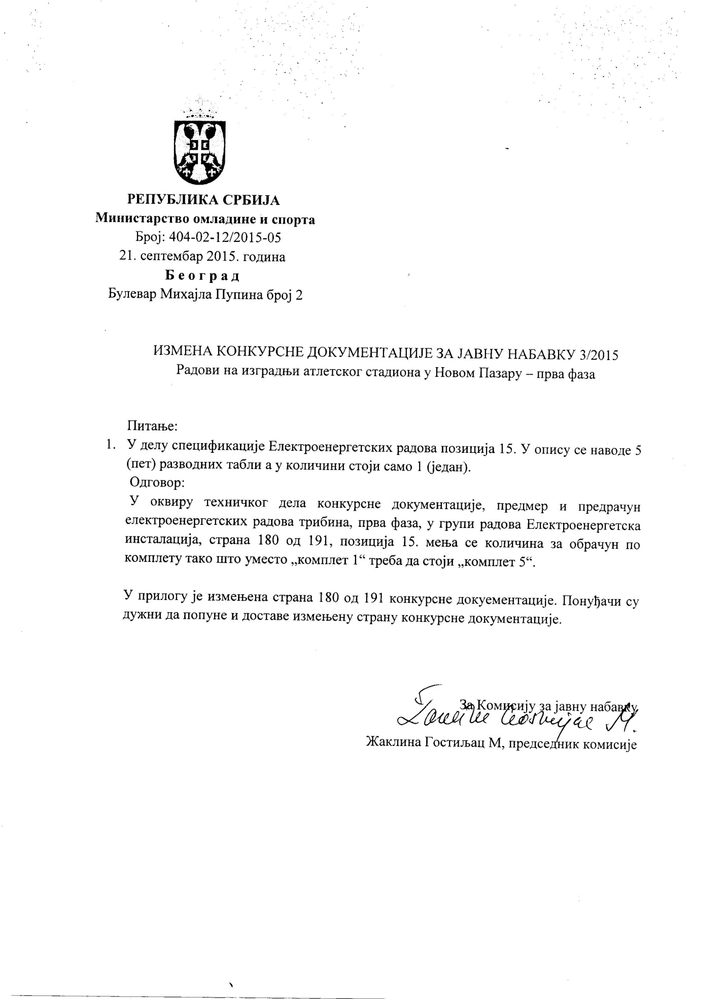 РЕПУБЛИКА СРБИЈА
Министарство омладине и спорта
Број: 404-02-12/2015-05
21. септембар 2015. година
Б е о г р а д
Булевар Михајла Пупина број 2
ИЗМЕНА КОНКУРСНЕ ДОКУМЕНТАЦИЈЕ ЗА ЈАВНУ НАБАВКУ 3/2015
Радови на изградњи атлетског стадиона у Новом Пазару – прва фаза
Питање:
1. У делу спецификације Електроенергетских радова позиција 15. У опису се наводе 5
(пет) разводних табли а у количини стоји само 1 (један).
Одговор:
У оквиру техничког дела конкурсне документације, предмер и предрачун
електроенергетских радова трибина, прва фаза, у групи радова Електроенергетска
инсталација, страна 180 од 191, позиција 15. мења се количина за обрачун по
комплету тако што уместо „комплет 1“ треба да стоји „комплет 5“.
У прилогу је измењена страна 180 од 191 конкурсне докуементације. Понуђачи су
дужни да попуне и доставе измењену страну конкурсне документације.
За Комисију за јавну набавку
Жаклина Гостиљац М, председник комисије